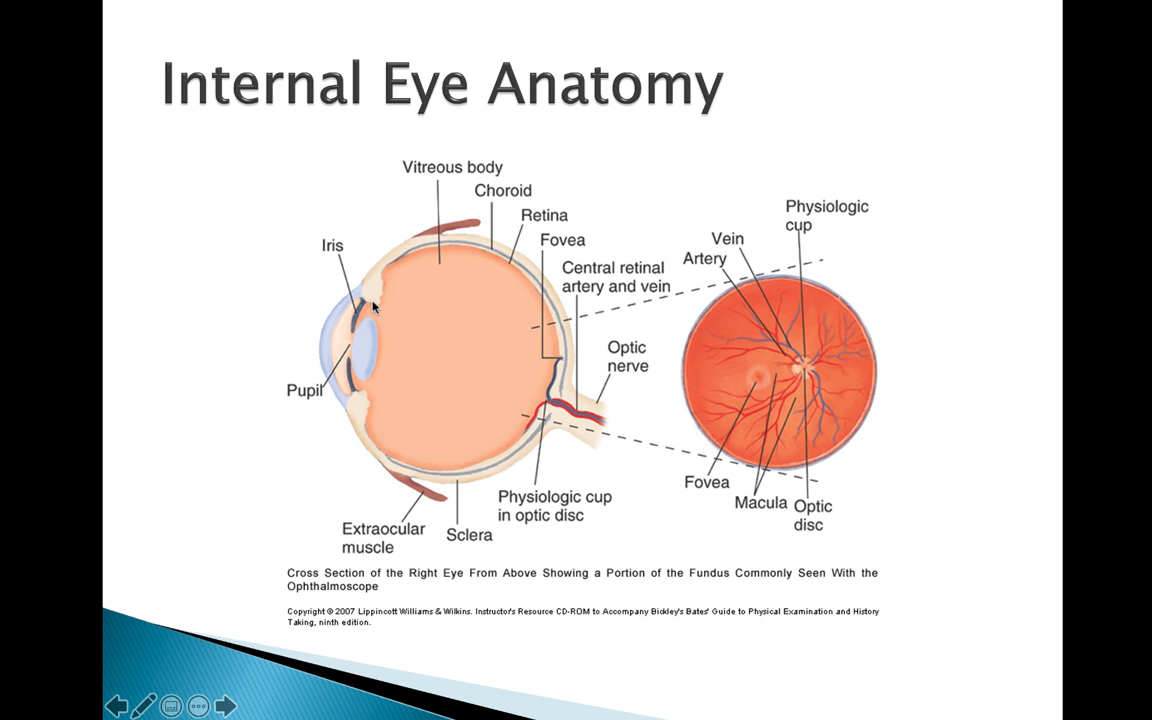 Internal Eye Anatomy
Vitreous body
Choroid
Retina
Fovea
Iris
Central retinal
artery and vein
Optic
nerve
Pupil
Physiologic cup
in optic disc
Extraocular
muscle
Sclera
Physiologic
cup
Vein
Artery
Fovea
Macula
Optic
disc
Cross Section of the Right Eye From Above Showing a Portion of the Fundus Commonly Seen With the
Ophthalmoscope
Copyright © 2007 Lippincott Williams & Wilkins. Instructor's Resource CD-ROM to Accompany Bickley's Bates' Guide to Physical Examination and History
Taking, ninth edition.